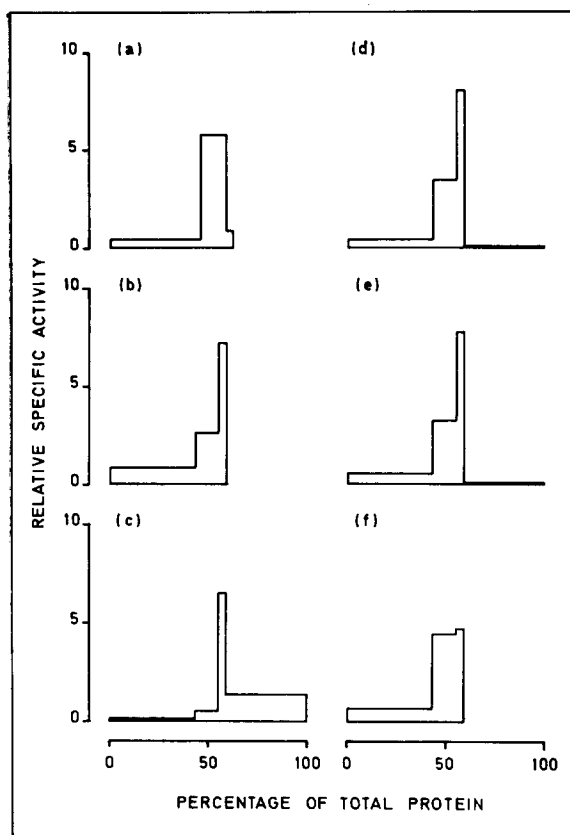 (a)
10
5
0
(d)
(b)
10
5
0
(e)
(c)
10
5
0
(f)
RELATIVE SPECIFIC ACTIVITY
0 50 100
0 50 100
PERCENTAGE OF TOTAL PROTEIN